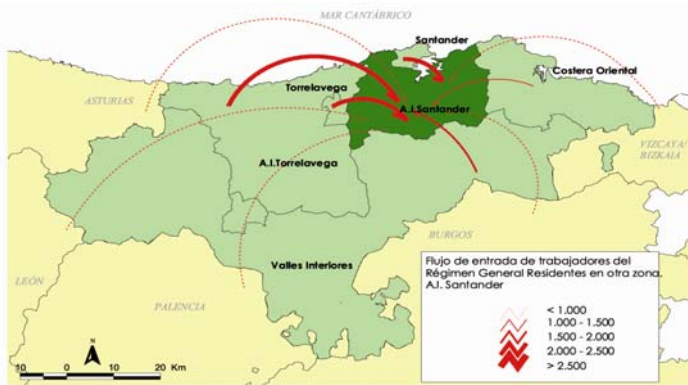 MAR CANTÁBRICO
Santander
Costera Oriental
Torrelavega
ASTURIAS
A.I.Santander
VIZCAYA/
BIZKAIA
A.I.Torrelavega
BURGOS
Valles Interiores
LEÓN
PALENCIA
Flujo de entrada de trabajadores del
Régimen General Residentes en otra zona.
A.I. Santander
< 1.000
1.000 - 1.500
1.500 - 2.000
2.000 - 2.500
> 2.500
10 0 10 20 Km